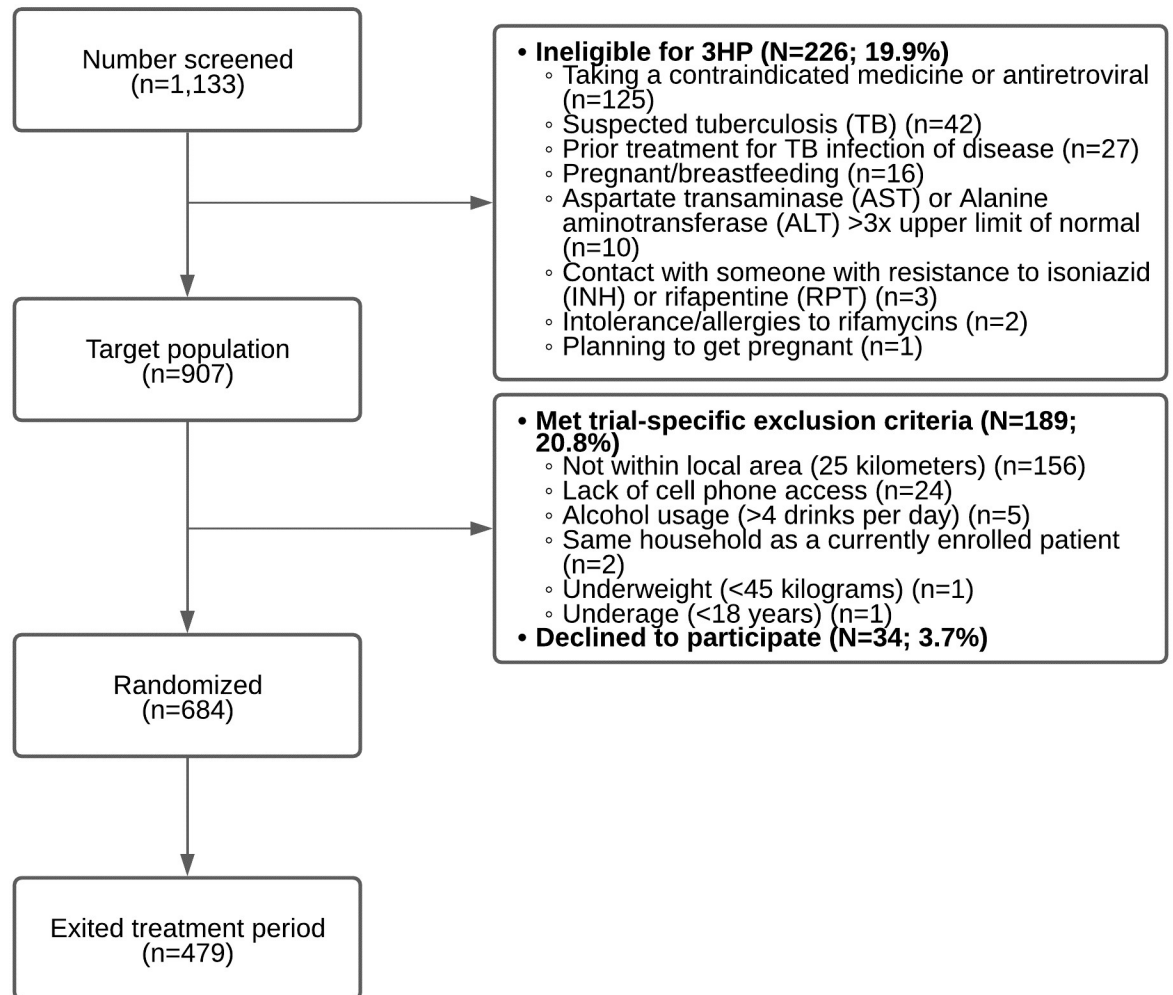 Number screened
(n=1,133)
• Ineligible for 3HP (N=226; 19.9%)
◦ Taking a contraindicated medicine or antiretroviral
(n=125)
◦ Suspected tuberculosis (TB) (n=42)
◦ Prior treatment for TB infection of disease (n=27)
◦ Pregnant/breastfeeding (n=16)
◦ Aspartate transaminase (AST) or Alanine
aminotransferase (ALT) >3x upper limit of normal
(n=10)
◦ Contact with someone with resistance to isoniazid
(INH) or rifapentine (RPT) (n=3)
◦ Intolerance/allergies to rifamycins (n=2)
◦ Planning to get pregnant (n=1)
Target population
(n=907)
• Met trial-specific exclusion criteria (N=189;
20.8%)
◦ Not within local area (25 kilometers) (n=156)
◦ Lack of cell phone access (n=24)
◦ Alcohol usage (>4 drinks per day) (n=5)
◦ Same household as a currently enrolled patient
(n=2)
◦ Underweight (<45 kilograms) (n=1)
◦ Underage (<18 years) (n=1)
• Declined to participate (N=34; 3.7%)
Randomized
(n=684)
Exited treatment period
(n=479)